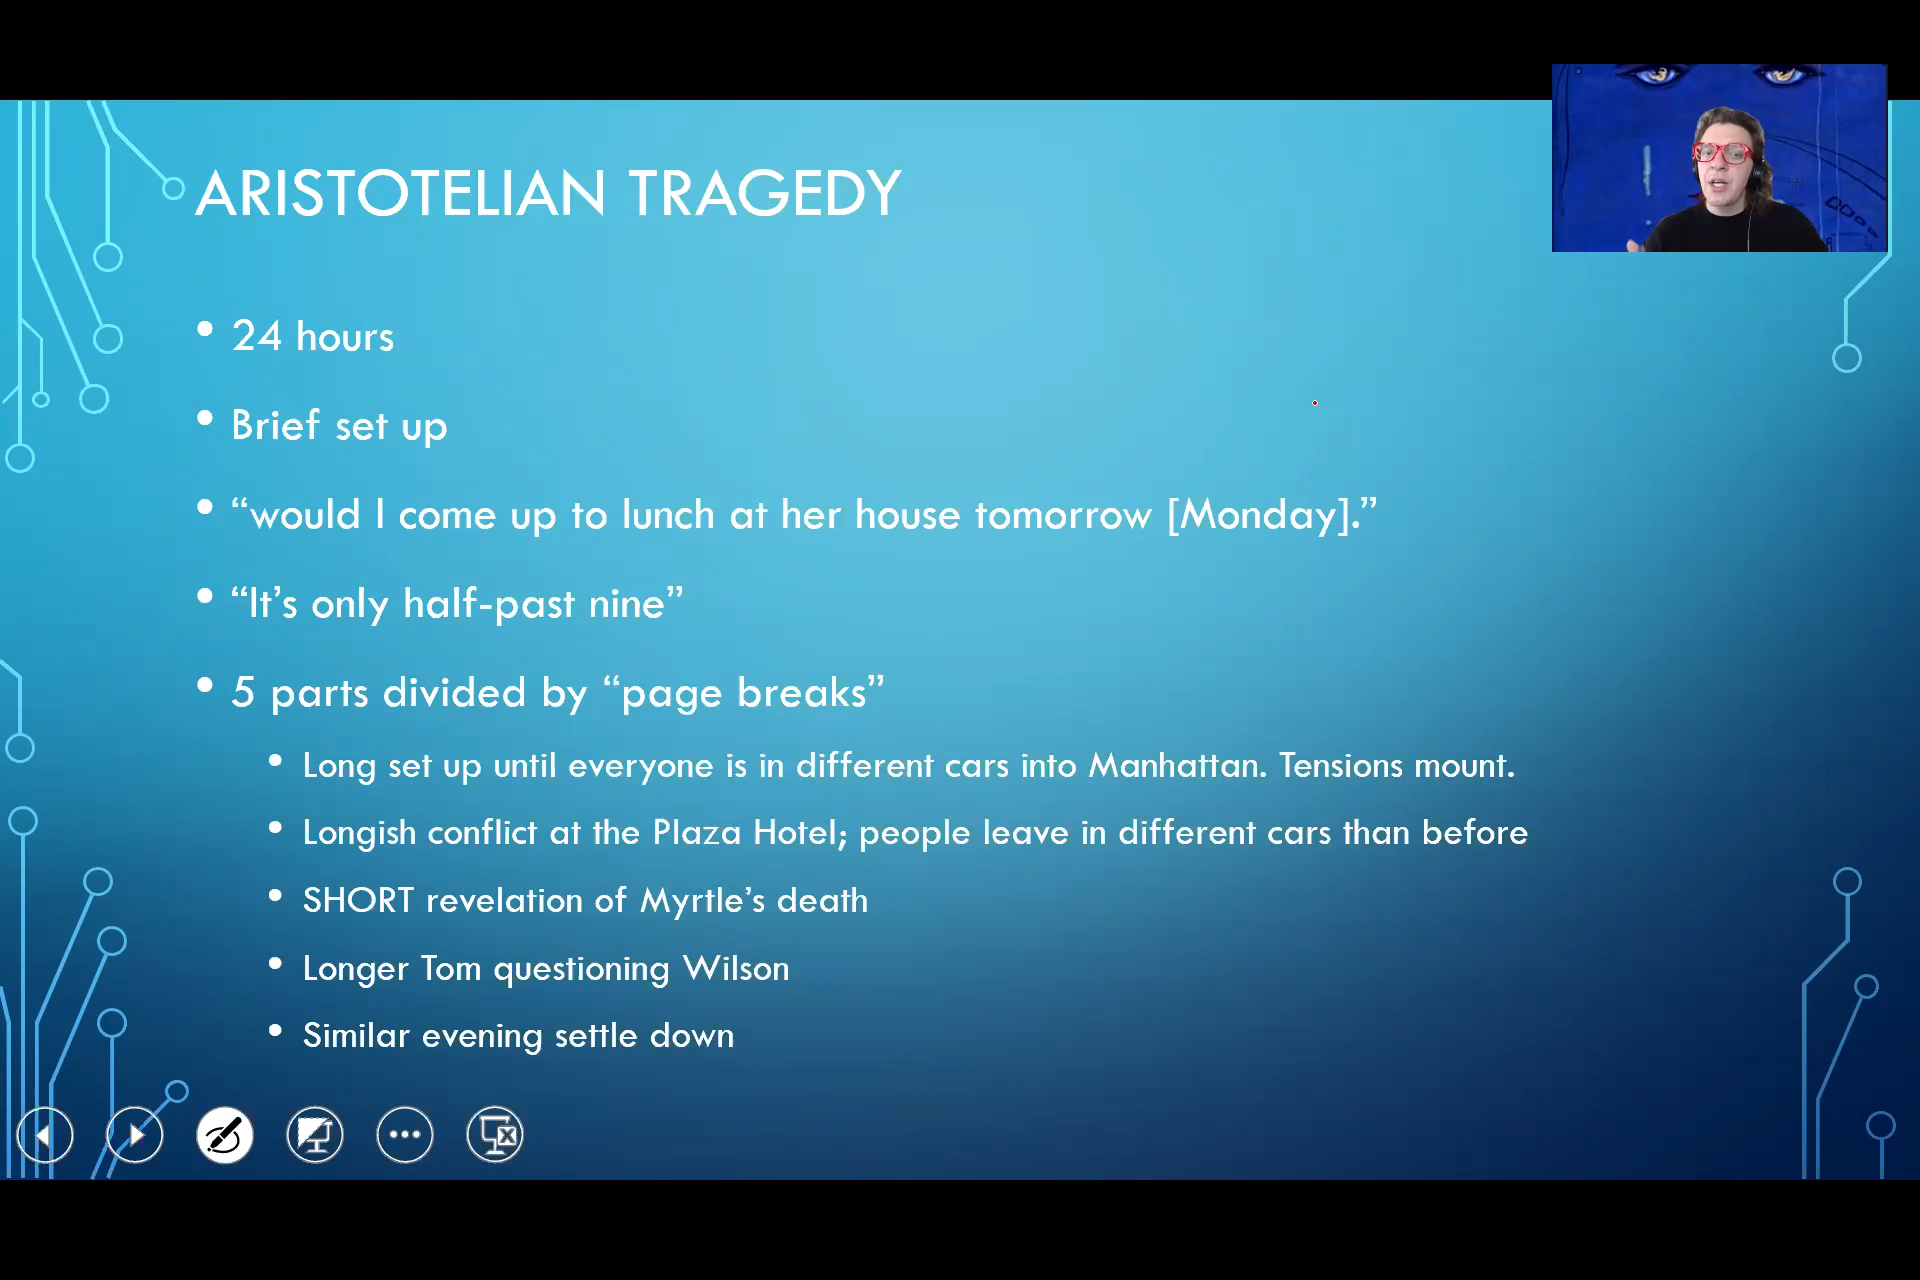 ARISTOTELIAN TRAGEDY
• 24 hours
• Brief set up
• “would I come up to lunch at her house tomorrow [Monday].”
• “It’s only half-past nine”
• 5 parts divided by “page breaks”
• Long set up until everyone is in different cars into Manhattan. Tensions mount.
• Longish conflict at the Plaza Hotel; people leave in different cars than before
• SHORT revelation of Myrtle’s death
• Longer Tom questioning Wilson
• Similar evening settle down